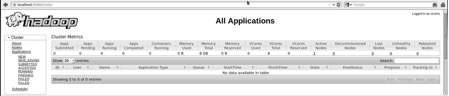 localhost:8088/cluster
Google
Logged in as: dr.who
hadoop
All Applications
Cluster
About
Nodes
Applications
NEW
NEW_SAVING
SUBMITTED
ACCEPTED
RUNNING
FINISHED
FAILED
KILLED
Scheduler
Cluster Metrics
Apps Submitted
Apps Pending
Apps Running
Apps Completed
Containers Running
Memory Used
Memory Total
Memory Reserved
VCores Used
VCores Total
VCores Reserved
Active Nodes
Decommissioned Nodes
Lost Nodes
Unhealthy Nodes
Rebooted Nodes
Show 20 entries
Search:
ID
User
Name
Application Type
Queue
StartTime
FinishTime
State
FinalStatus
Progress
Tracking UI
No data available in table
Showing 0 to 0 of 0 entries